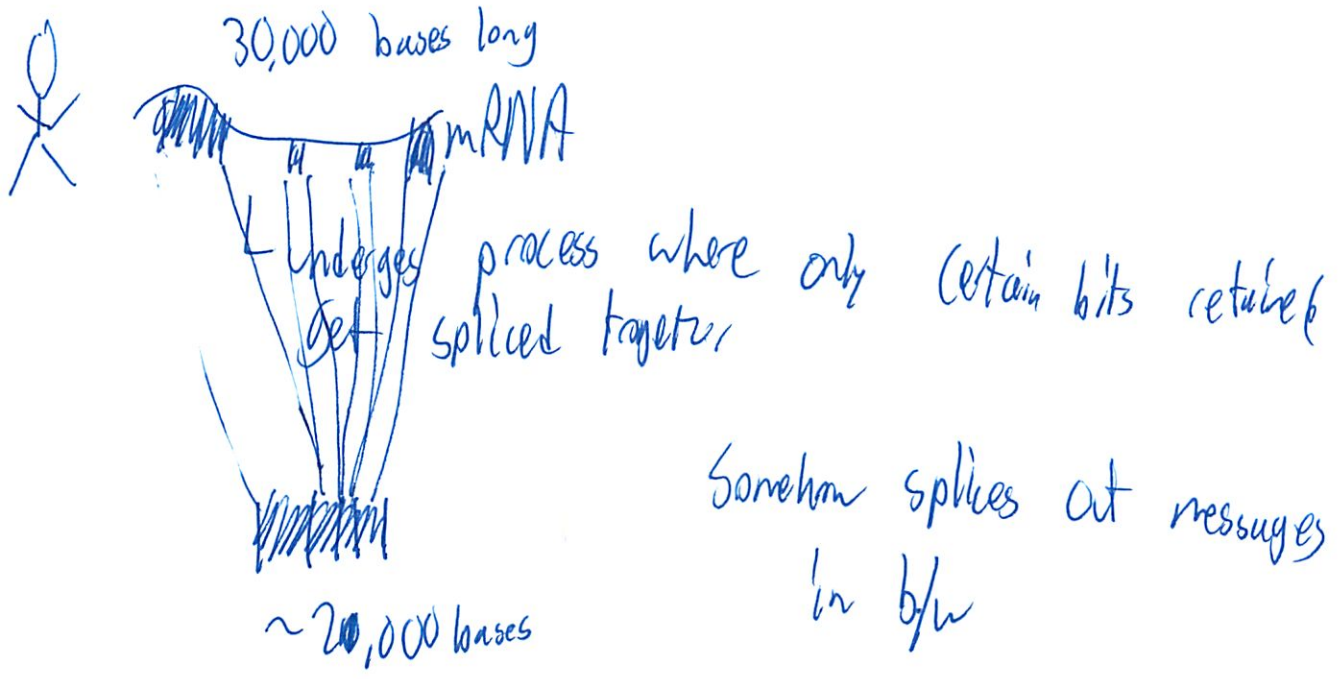 30,000 bases long
mRNA
Undergoes process where only certain bits retained
Get spliced together
Somehow splices out messages
in b/w
~ 20,000 bases